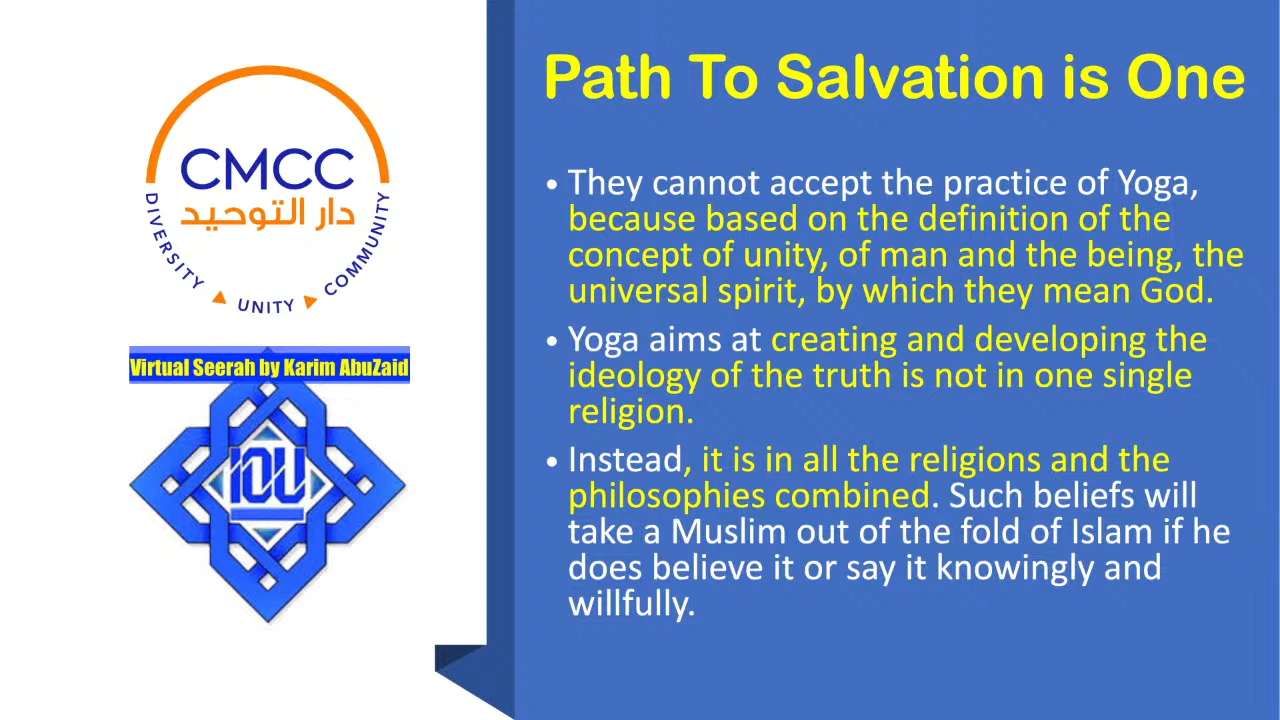 CMCC
دار التوحيد
DIVERSITY
UNITY
COMMUNITY
Virtual Seerah by Karim AbuZaid
IOU
Path To Salvation is One
• They cannot accept the practice of Yoga,
because based on the definition of the
concept of unity, of man and the being, the
universal spirit, by which they mean God.
• Yoga aims at creating and developing the
ideology of the truth is not in one single
religion.
• Instead, it is in all the religions and the
philosophies combined. Such beliefs will
take a Muslim out of the fold of Islam if he
does believe it or say it knowingly and
willfully.